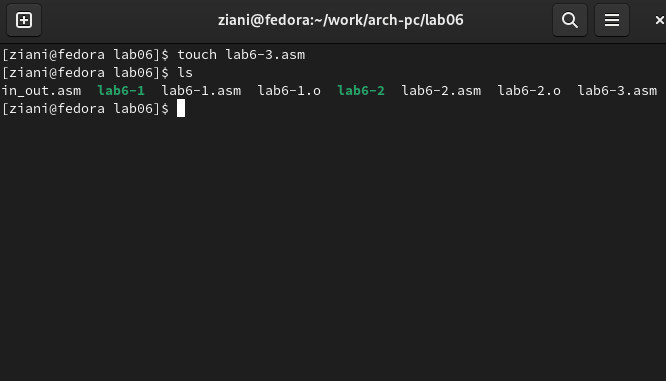 ziani@fedora:~/work/arch-pc/lab06
[ziani@fedora lab06]$ touch lab6-3.asm
[ziani@fedora lab06]$ ls
in_out.asm  lab6-1  lab6-1.asm  lab6-1.o  lab6-2  lab6-2.asm  lab6-2.o  lab6-3.asm
[ziani@fedora lab06]$